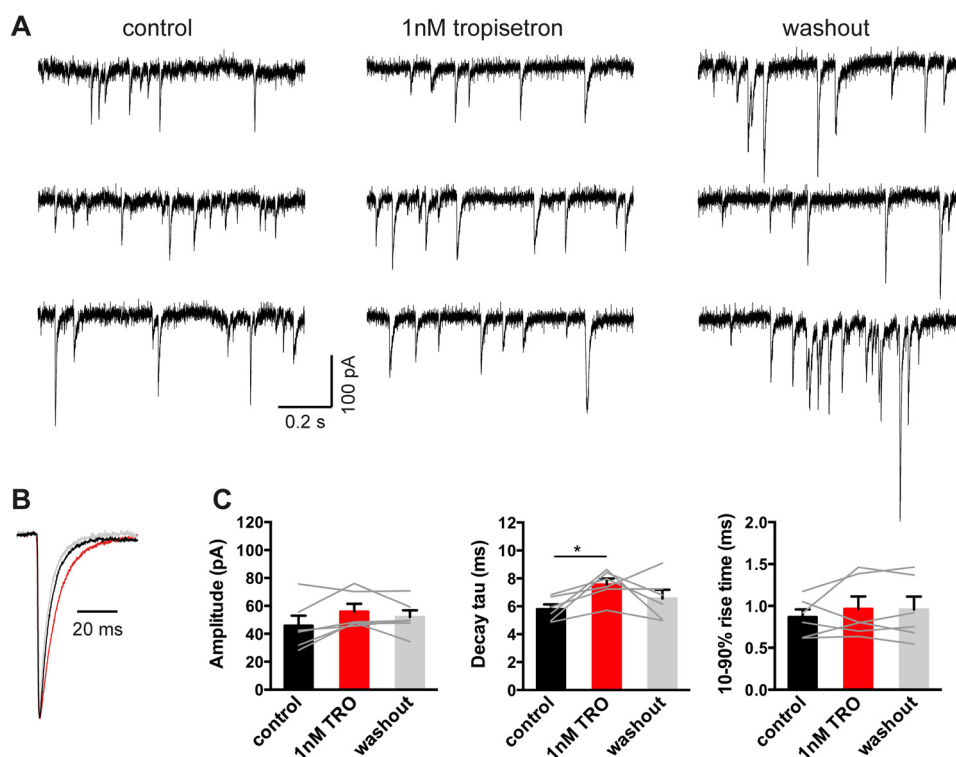 A
control 1nM tropisetron washout
100 pA
0.2 s
B
20 ms
C
Amplitude (pA)
120
100
80
60
40
20
0
control 1nM TRO washout
Decay tau (ms)
12
10
8
6
4
2
0
*
control 1nM TRO washout
10-90% rise time (ms)
2.0
1.5
1.0
0.5
0.0
control 1nM TRO washout